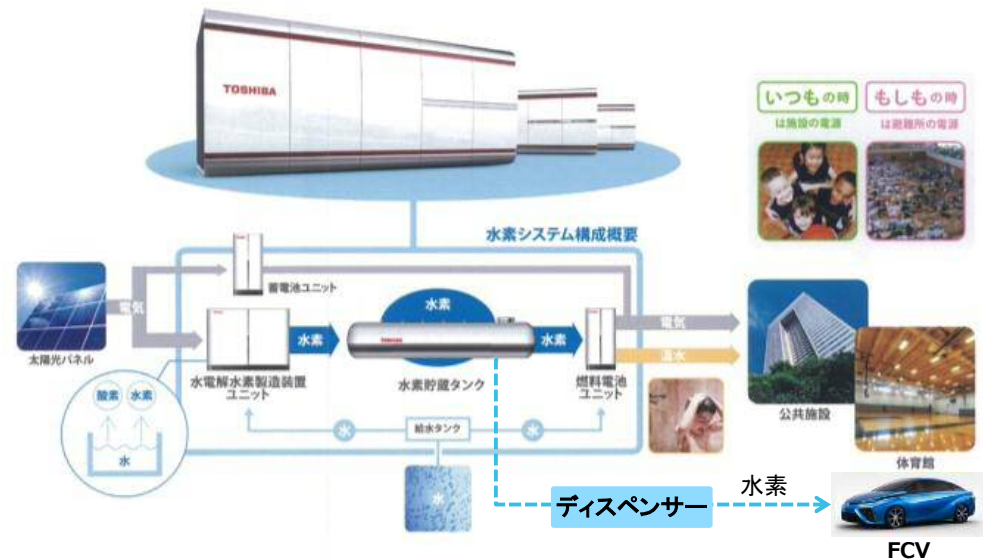 TOSHIBA
いつもの時
は施設の電源
もしもの時
は避難所の電源
水素システム構成概要
電気
蓄電池ユニット
太陽光パネル
水素
水素
TOSHIBA
水素
電気
温水
水電解水素製造装置
ユニット
水素貯蔵タンク
燃料電池
ユニット
公共施設
体育館
酸素
水素
水
水
給水タンク
水
水
ディスペンサー
水素
FCV